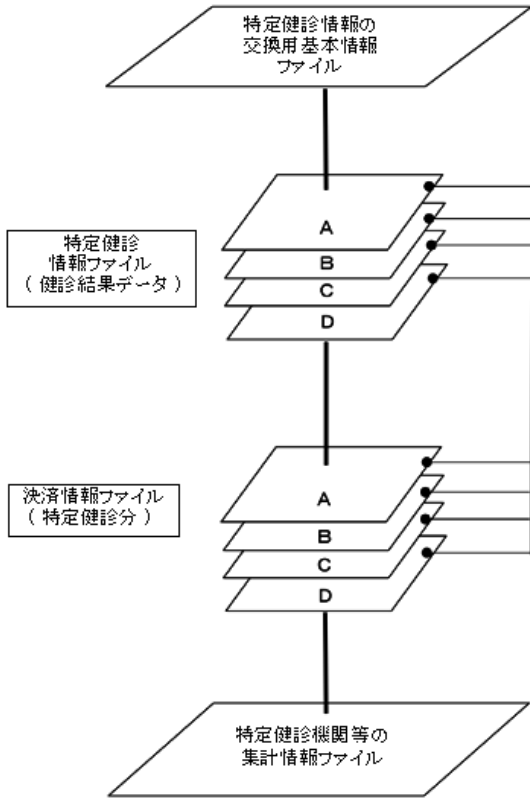 特定健診情報の
交換用基本情報
ファイル
A
B
C
D
特定健診
情報ファイル
（健診結果データ）
A
B
C
D
決済情報ファイル
（特定健診分）
特定健診機関等の
集計情報ファイル